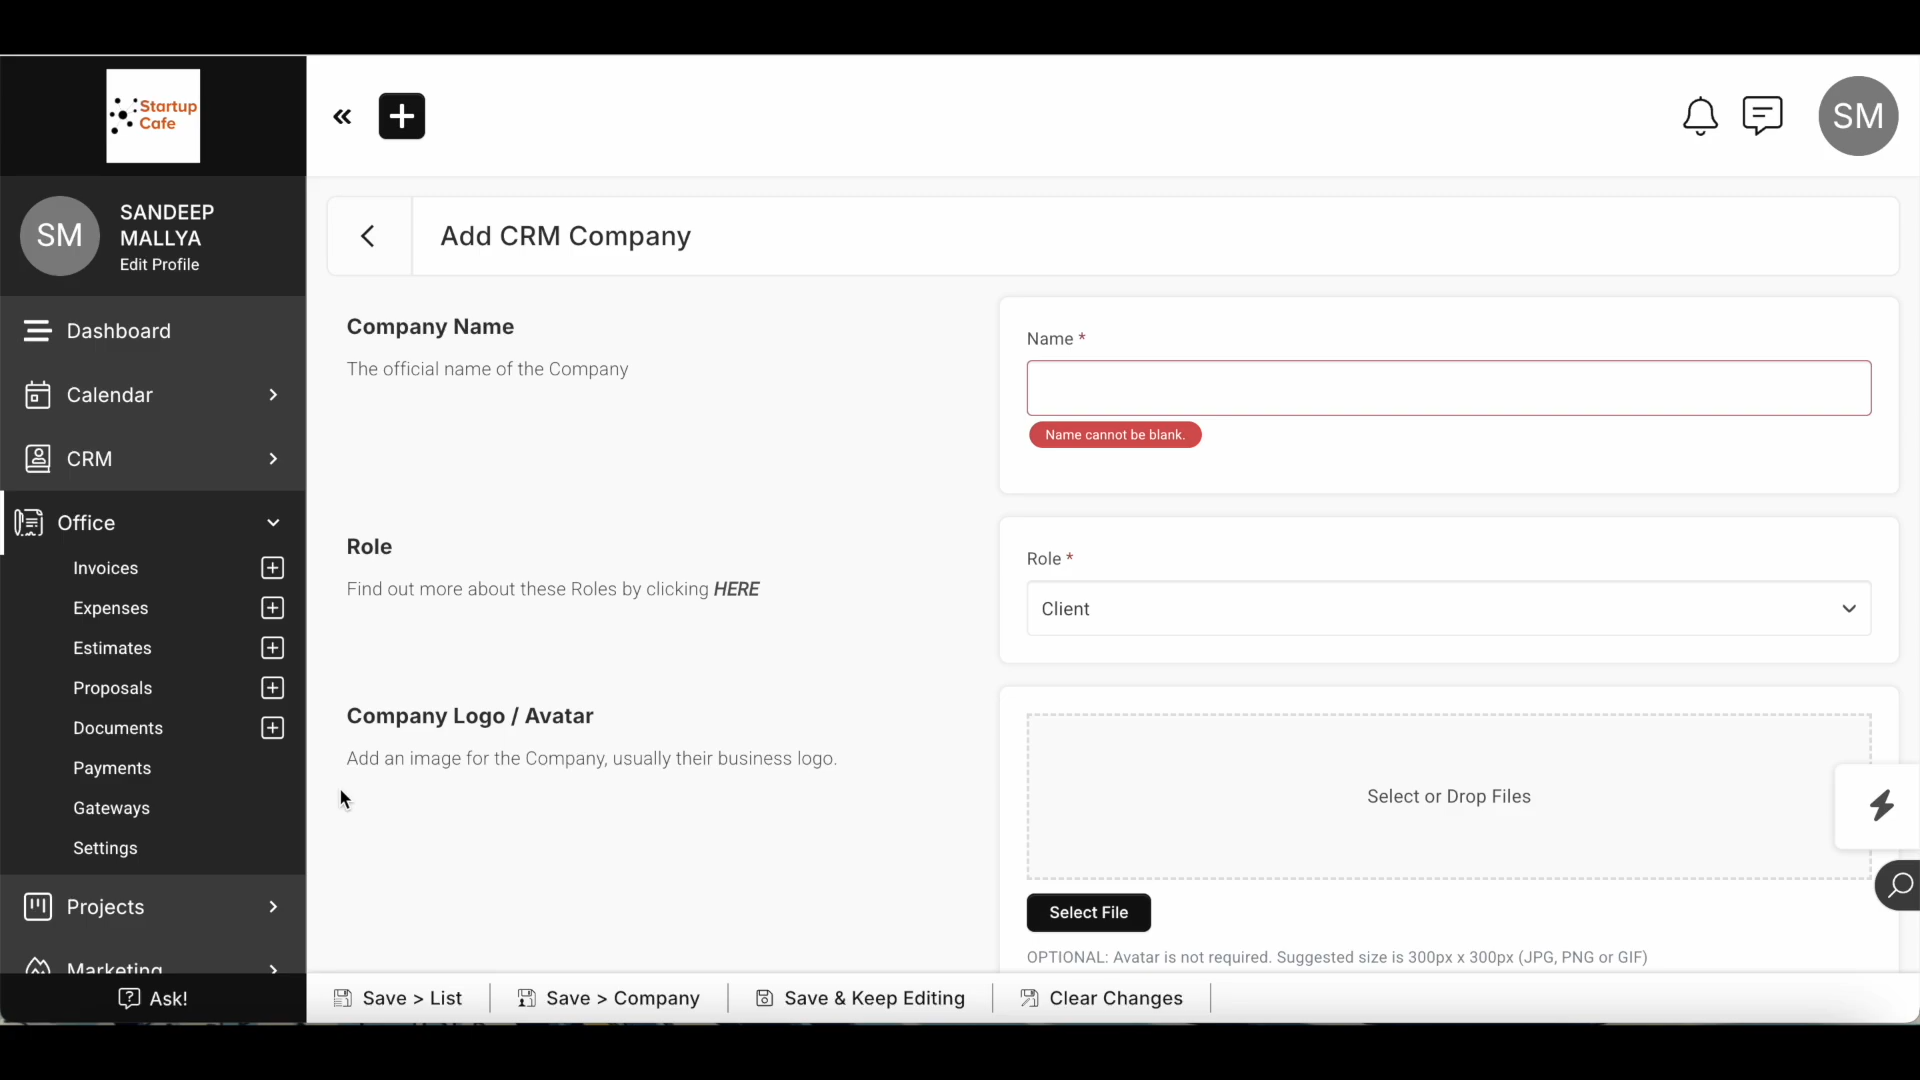 Startup
Cafe
SM
SM
SANDEEP
MALLYA
Edit Profile
Dashboard
Calendar
CRM
Office
Invoices
Expenses
Estimates
Proposals
Documents
Payments
Gateways
Settings
Projects
Marketing
Ask!
Add CRM Company
Company Name
The official name of the Company
Name *
Name cannot be blank.
Role
Find out more about these Roles by clicking HERE
Role *
Client
Company Logo / Avatar
Add an image for the Company, usually their business logo.
Select or Drop Files
Select File
OPTIONAL: Avatar is not required. Suggested size is 300px x 300px (JPG, PNG or GIF)
Save > List
Save > Company
Save & Keep Editing
Clear Changes